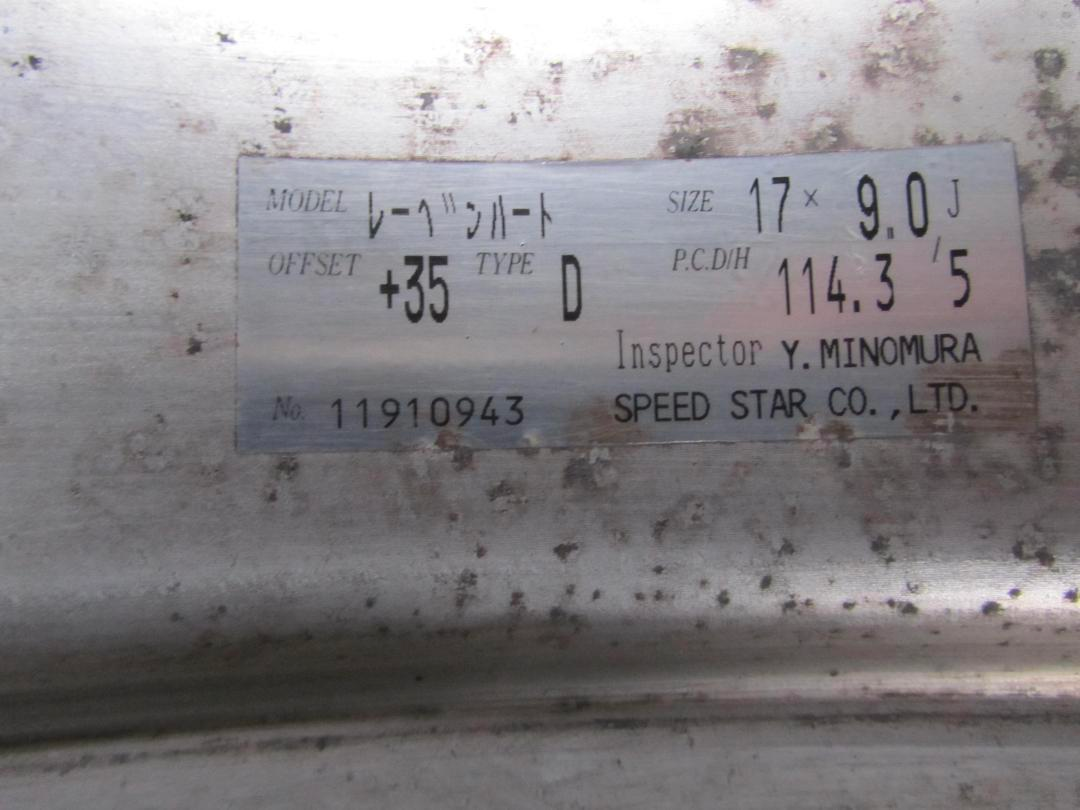 MODEL レーベンハート SIZE 17 × 9.0 J
OFFSET +35 TYPE D P.C.D/H 114.3 / 5
Inspector Y.MINOMURA
No. 11910943 SPEED STAR CO.,LTD.